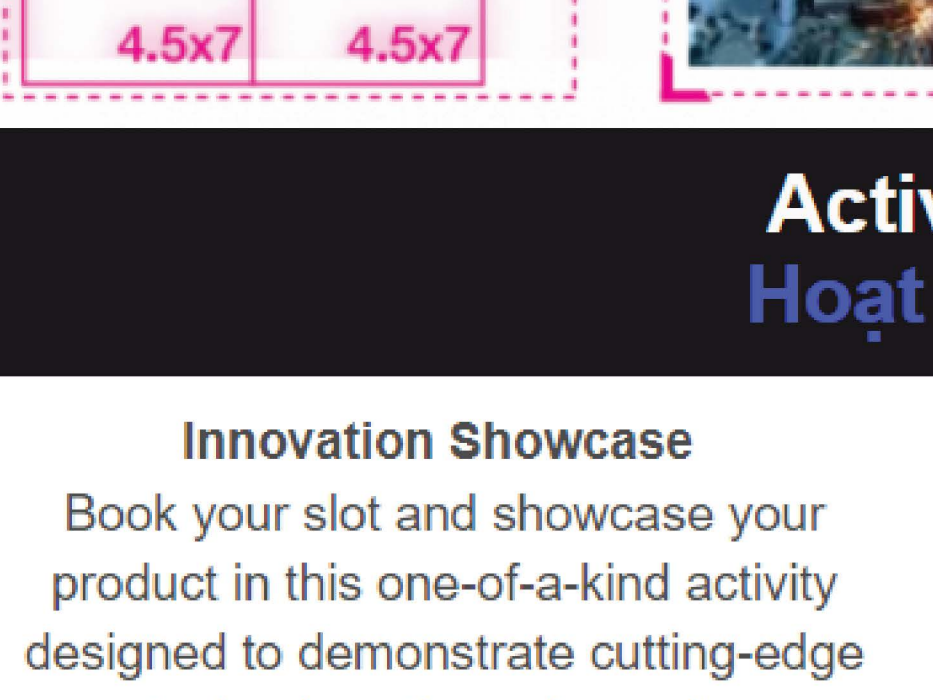 4.5x7 4.5x7
Activ
Hoạt
Innovation Showcase
Book your slot and showcase your
product in this one-of-a-kind activity
designed to demonstrate cutting-edge